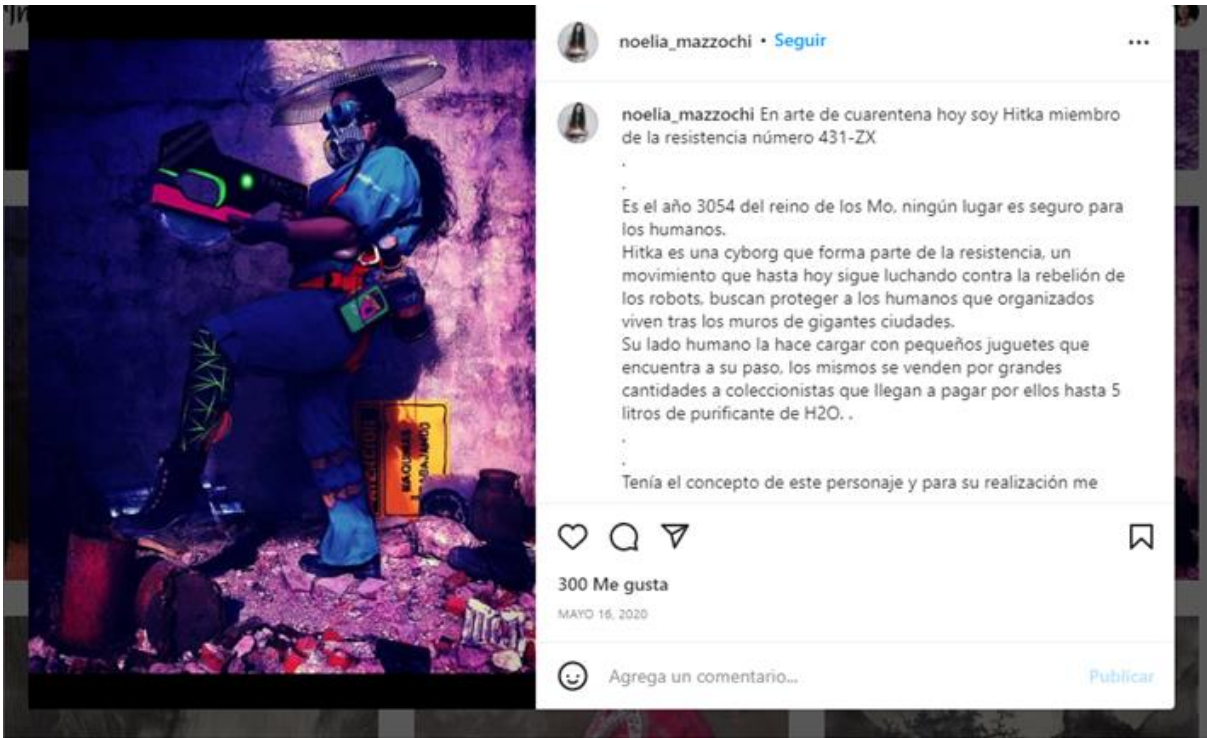 noelia_mazzochi • Seguir
noelia_mazzochi En arte de cuarentena hoy soy Hitka miembro
de la resistencia número 431-ZX
.
.
Es el año 3054 del reino de los Mo, ningún lugar es seguro para
los humanos.
Hitka es una cyborg que forma parte de la resistencia, un
movimiento que hasta hoy sigue luchando contra la rebelión de
los robots, buscan proteger a los humanos que organizados
viven tras los muros de gigantes ciudades.
Su lado humano la hace cargar con pequeños juguetes que
encuentra a su paso, los mismos se venden por grandes
cantidades a coleccionistas que llegan a pagar por ellos hasta 5
litros de purificante de H2O. .
.
.
Tenía el concepto de este personaje y para su realización me
300 Me gusta
MAYO 16, 2020
Agrega un comentario...
Publicar
MAQUINAS
TRABAJANDO